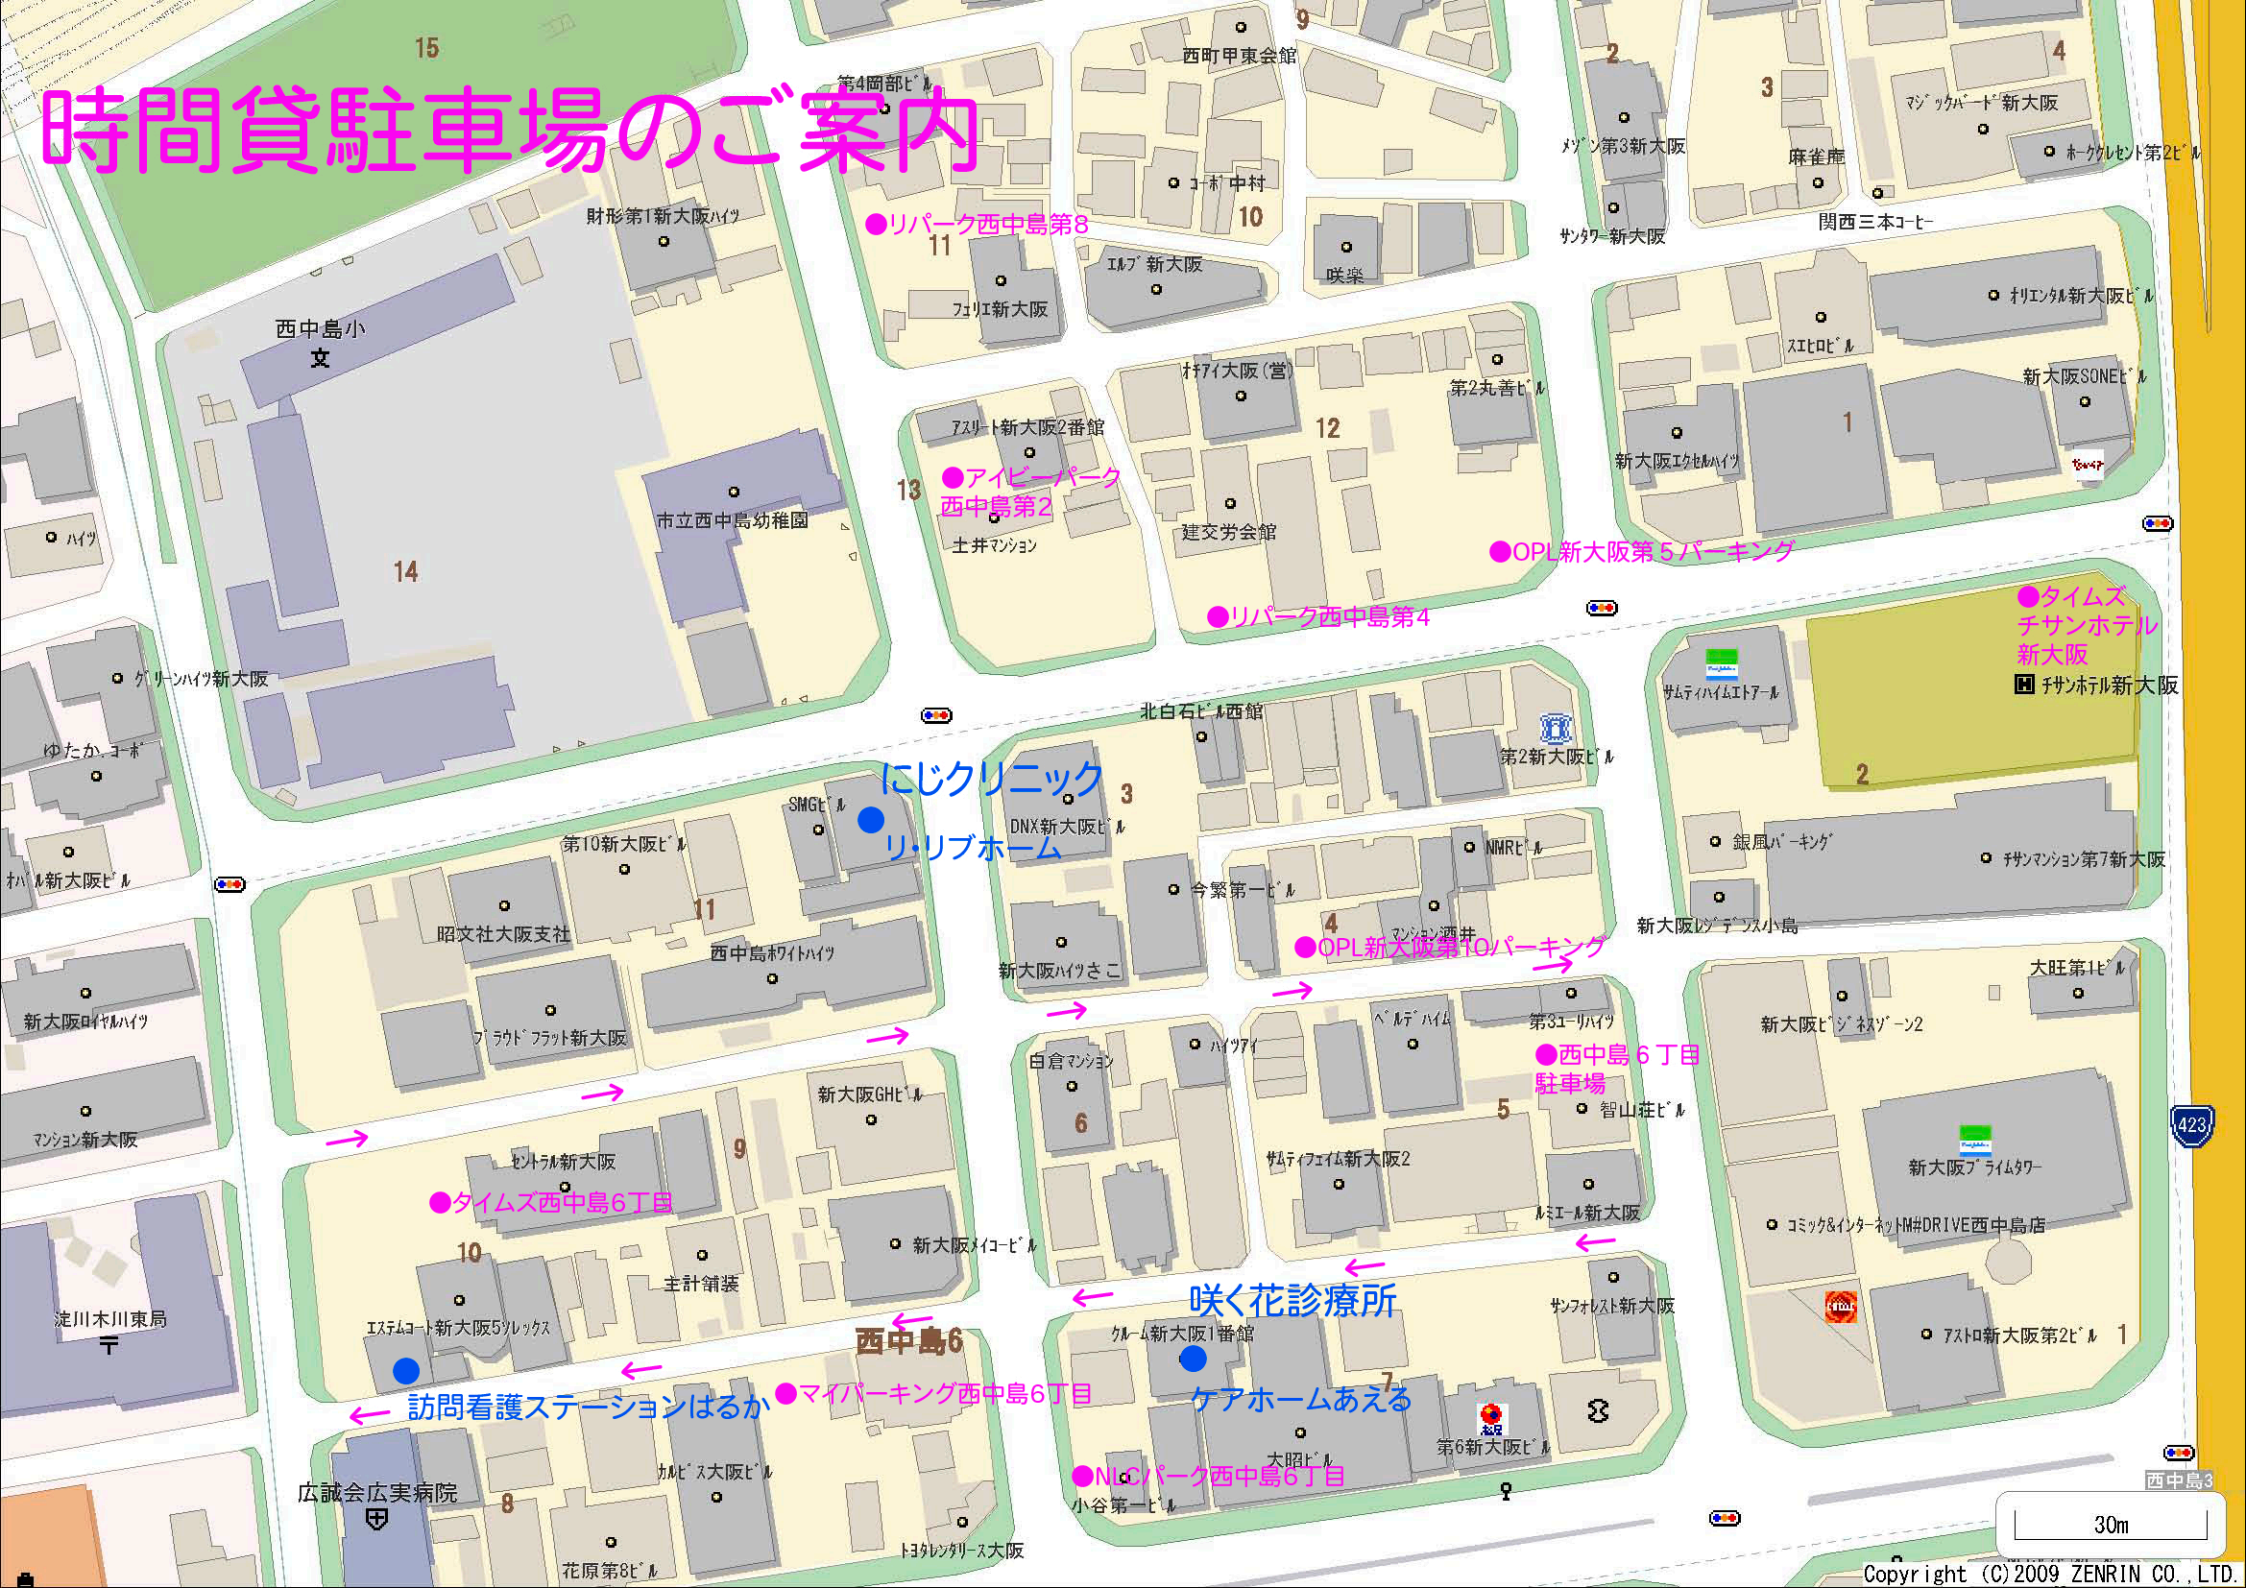 時間貸駐車場のご案内
15
9
西町甲東会館
第4岡部ビル
2
3
4
マジックバード新大阪
メゾン第3新大阪
麻雀庵
ホーククレセント第2ビル
コーポ中村
10
財形第1新大阪ハイツ
●リパーク西中島第8
11
サンタワー新大阪
関西三本コーヒー
エルブ新大阪
咲楽
フェリエ新大阪
オリエンタル新大阪ビル
西中島小
文
スエヒロビル
オチアイ大阪(営)
第2丸善ビル
新大阪SONEビル
アスリート新大阪2番館
12
1
新大阪エクセルハイツ
●アイビーパーク
西中島第2
13
市立西中島幼稚園
土井マンション
建交労会館
ハイツ
●OPL新大阪第5パーキング
14
●リパーク西中島第4
●タイムズ
チサンホテル
新大阪
H チサンホテル新大阪
グリーンハイツ新大阪
サムティハイムエトアール
北白石ビル西館
ゆたか.コーポ
第2新大阪ビル
2
にじクリニック
3
SMGビル
DNX新大阪ビル
リ・リブホーム
第10新大阪ビル
NMRビル
銀凰パーキング
チサンマンション第7新大阪
オパル新大阪ビル
今繁第一ビル
11
昭文社大阪支社
4
マンション酒井
新大阪レジデンス小島
●OPL新大阪第10パーキング
西中島ホワイトハイツ
新大阪ハイツさこ
大旺第1ビル
新大阪ロイヤルハイツ
プラウドフラット新大阪
ベルデハイム
第3ユーリハイツ
新大阪ビジネスゾーン2
ハイツアイ
白倉マンション
●西中島6丁目
駐車場
新大阪GHビル
5
智山荘ビル
6
423
マンション新大阪
9
セントラル新大阪
サムティフェイム新大阪2
新大阪プライムタワー
●タイムズ西中島6丁目
ルミエール新大阪
コミック&インターネットM#DRIVE西中島店
10
新大阪メイコービル
主計舗装
咲く花診療所
サンフォレスト新大阪
淀川木川東局
〒
エステムコート新大阪5ソレックス
西中島6
クルーム新大阪1番館
アストロ新大阪第2ビル
1
訪問看護ステーションはるか
●マイパーキング西中島6丁目
7
ケアホームあえる
第6新大阪ビル
大昭ビル
カルピス大阪ビル
●NLCパーク西中島6丁目
西中島3
広誠会広実病院
8
小谷第一ビル
30m
トヨタレンタリース大阪
花原第8ビル
Copyright (C)2009 ZENRIN CO.,LTD.